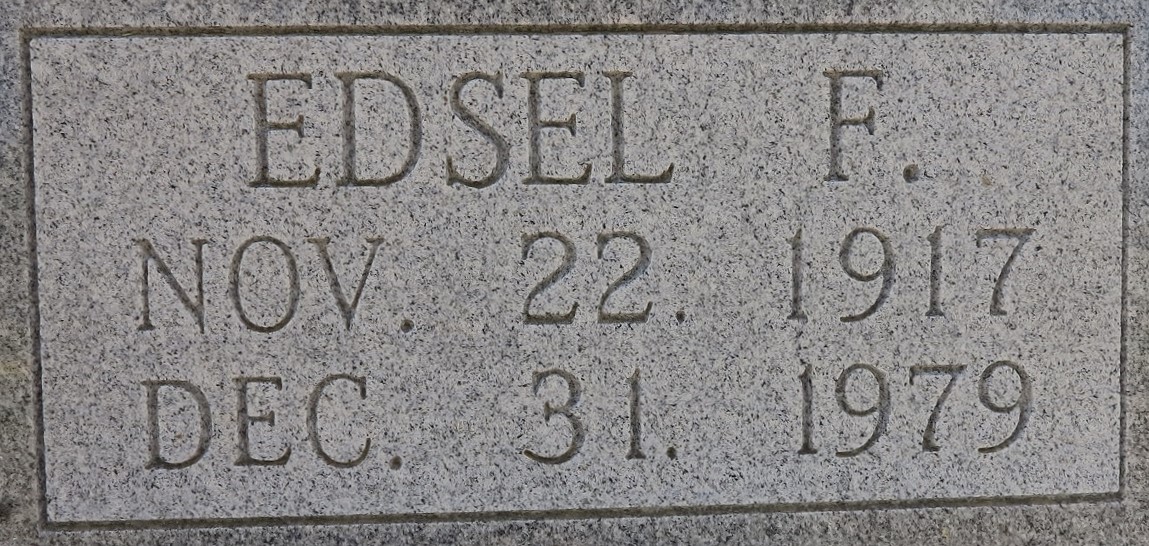 EDSEL F.
NOV. 22. 1917
DEC. 31. 1979